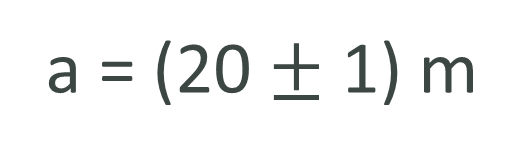 a = (20 ± 1) m